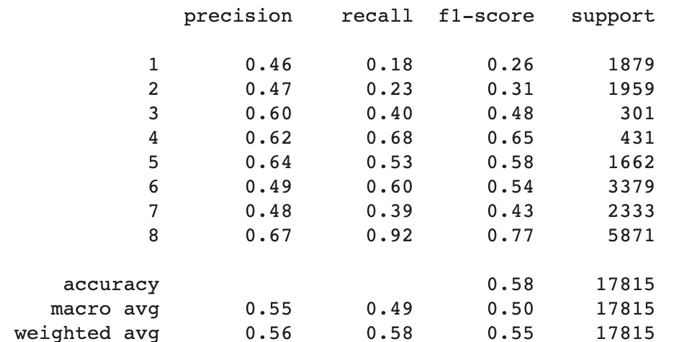 precision recall f1-score support
1 0.46 0.18 0.26 1879
2 0.47 0.23 0.31 1959
3 0.60 0.40 0.48 301
4 0.62 0.68 0.65 431
5 0.64 0.53 0.58 1662
6 0.49 0.60 0.54 3379
7 0.48 0.39 0.43 2333
8 0.67 0.92 0.77 5871
accuracy 0.58 17815
macro avg 0.55 0.49 0.50 17815
weighted avg 0.56 0.58 0.55 17815